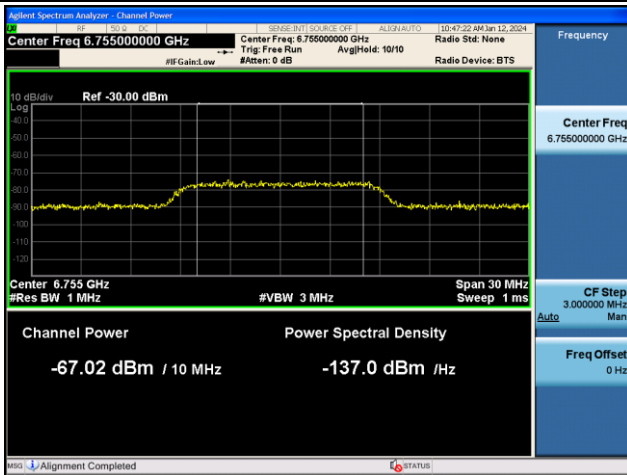 Agilent Spectrum Analyzer - Channel Power
RF 50 Ω DC SENSE:INT SOURCE OFF ALIGNAUTO 10:47:22 AM Jan 12, 2024
Center Freq 6.755000000 GHz
Center Freq: 6.755000000 GHz Radio Std: None
Trig: Free Run Avg|Hold: 10/10
#IFGain:Low #Atten: 0 dB Radio Device: BTS
Frequency
10 dB/div Ref -30.00 dBm
Log
-40.0
-50.0
-60.0
-70.0
-80.0
-90.0
-100
-110
-120
Center 6.755 GHz Span 30 MHz
#Res BW 1 MHz #VBW 3 MHz Sweep 1 ms
Channel Power Power Spectral Density
-67.02 dBm / 10 MHz -137.0 dBm /Hz
Center Freq
6.755000000 GHz
CF Step
3.000000 MHz
Auto Man
Freq Offset
0 Hz
MSG Alignment Completed STATUS